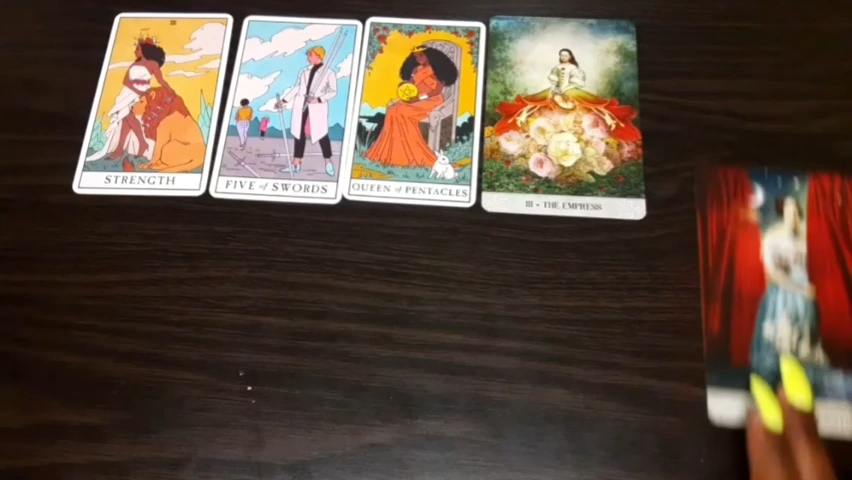 STRENGTH
FIVE of SWORDS
QUEEN of PENTACLES
III • THE EMPRESS